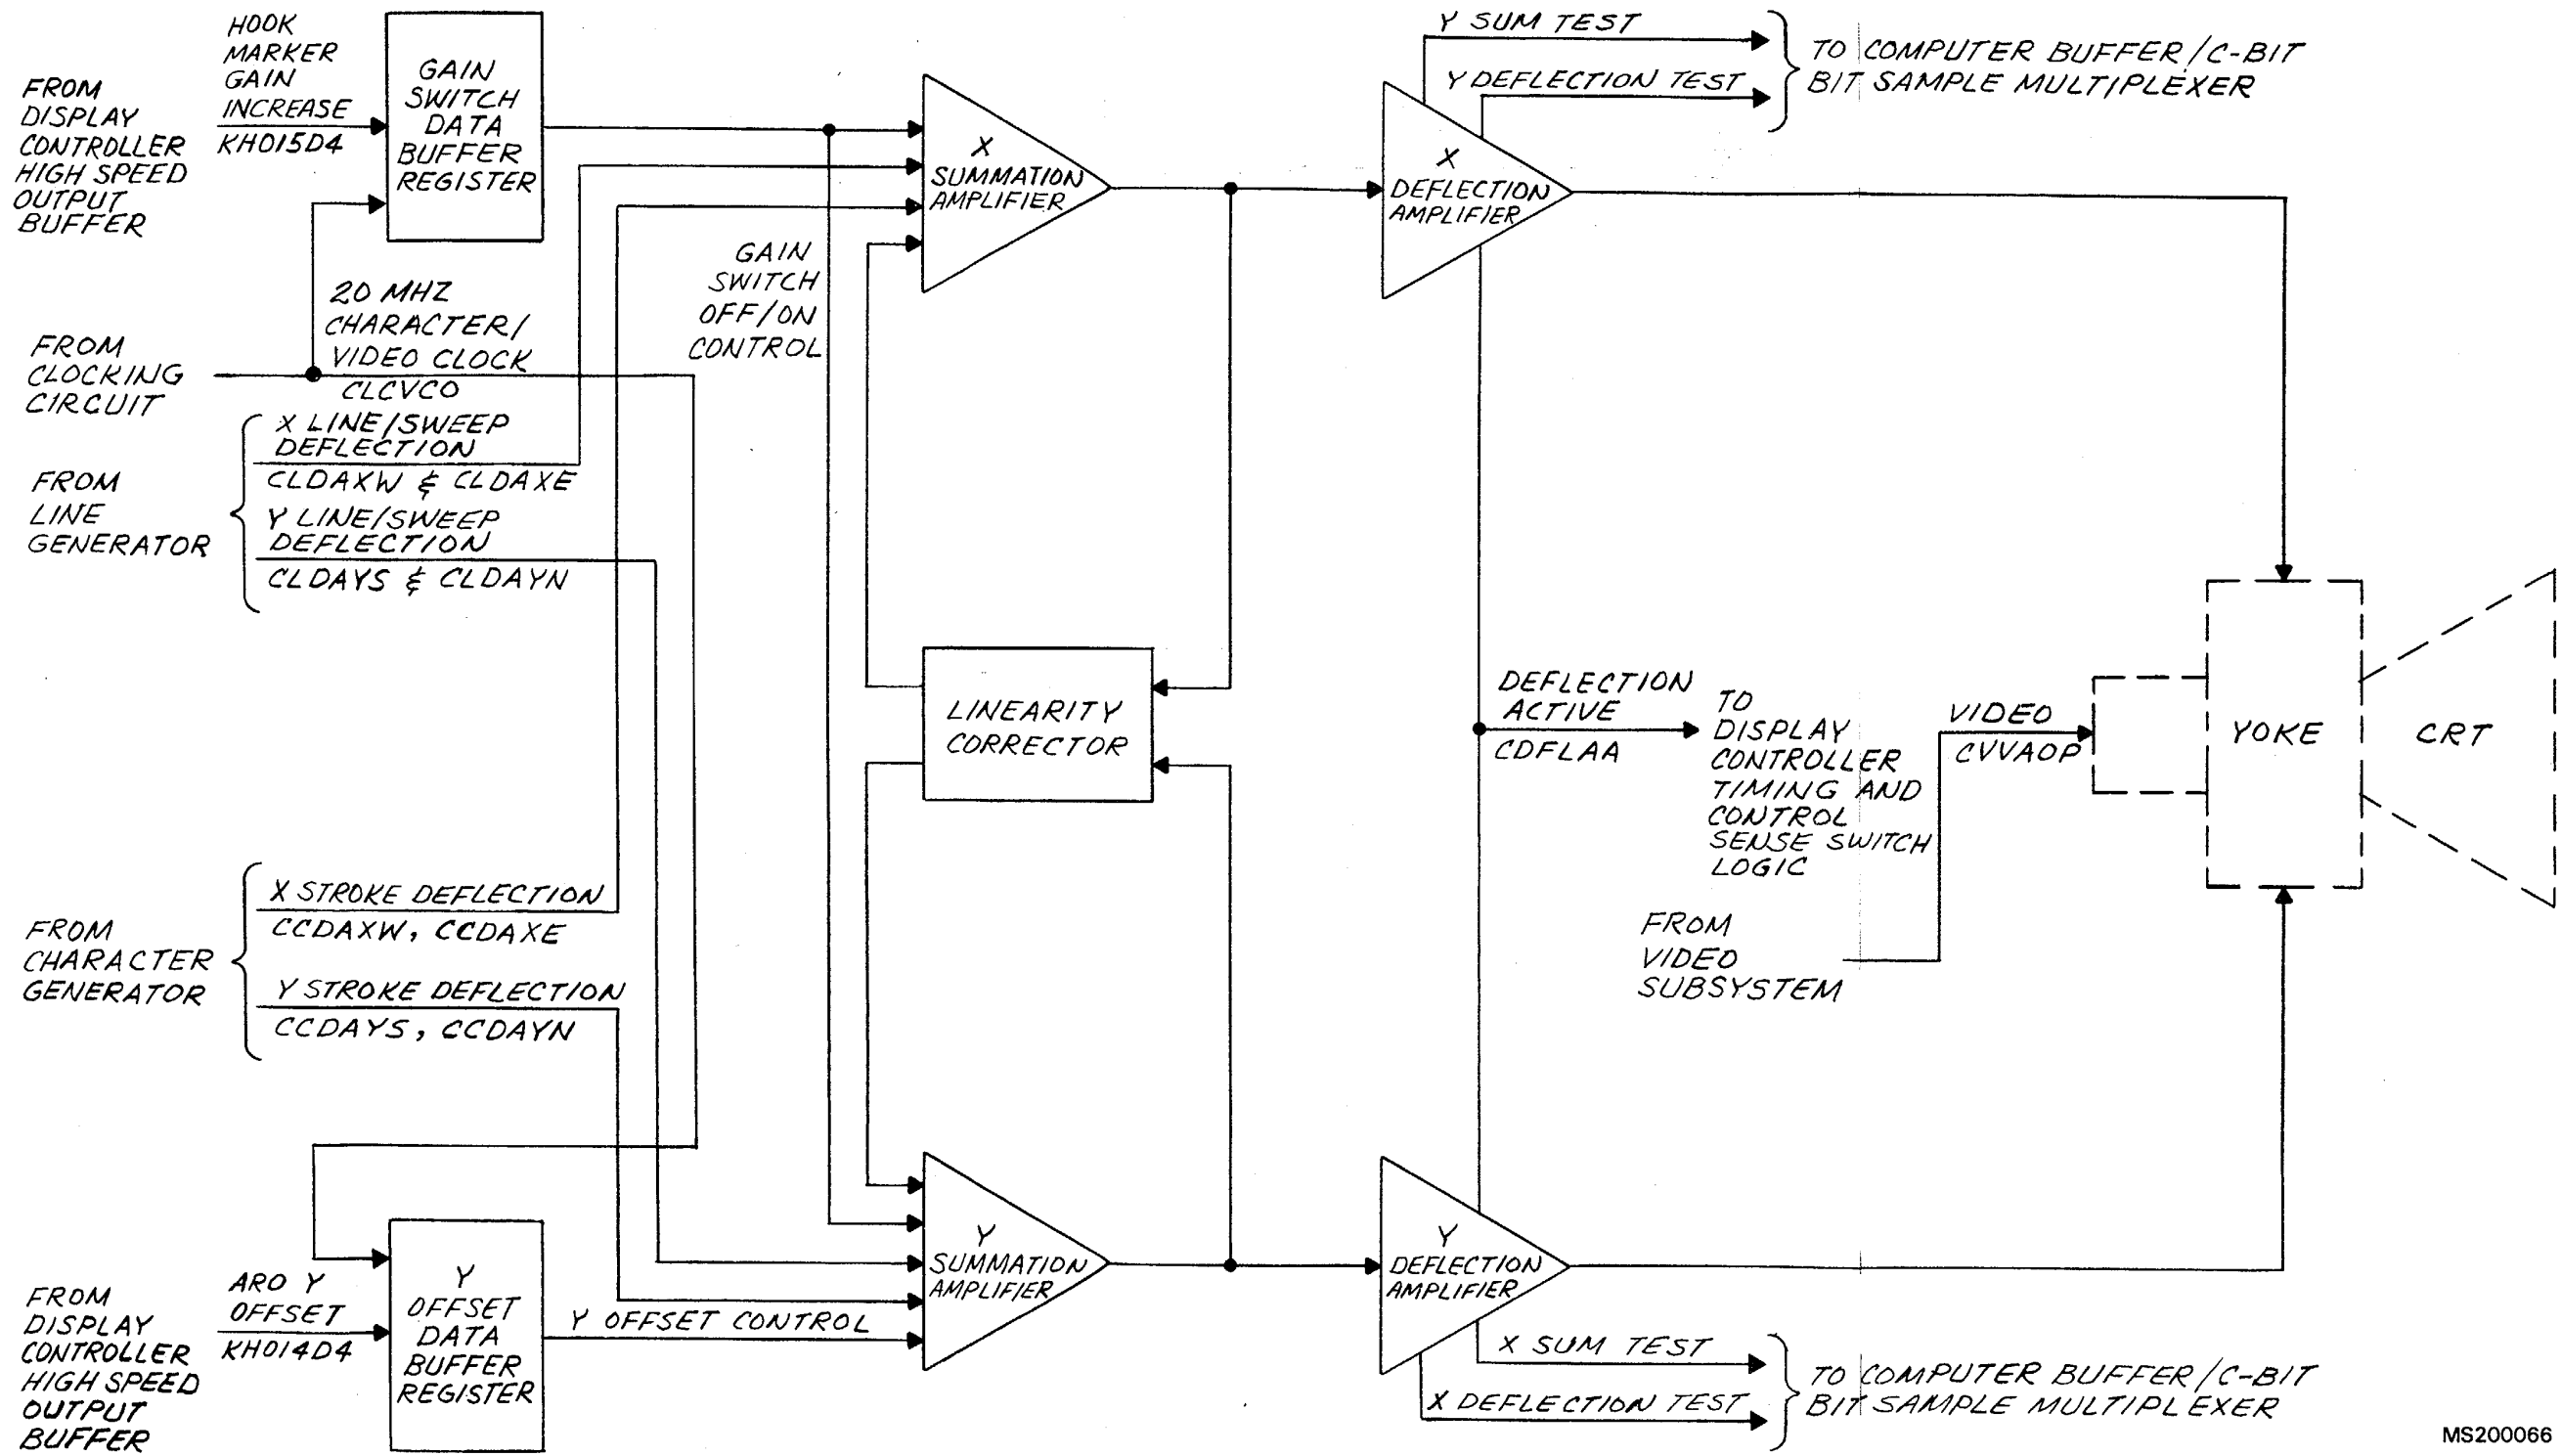 FROM
DISPLAY
CONTROLLER
HIGH SPEED
OUTPUT
BUFFER
HOOK
MARKER
GAIN
INCREASE
KH015D4
GAIN
SWITCH
DATA
BUFFER
REGISTER
X
SUMMATION
AMPLIFIER
X
DEFLECTION
AMPLIFIER
Y SUM TEST
Y DEFLECTION TEST
TO COMPUTER BUFFER/C-BIT
BIT SAMPLE MULTIPLEXER
GAIN
SWITCH
OFF/ON
CONTROL
FROM
CLOCKING
CIRCUIT
20 MHZ
CHARACTER/
VIDEO CLOCK
CLCVCO
FROM
LINE
GENERATOR
X LINE/SWEEP
DEFLECTION
CLDAXW & CLDAXE
Y LINE/SWEEP
DEFLECTION
CLDAYS & CLDAYN
LINEARITY
CORRECTOR
DEFLECTION
ACTIVE
CDFLAA
TO
DISPLAY
CONTROLLER
TIMING AND
CONTROL
SENSE SWITCH
LOGIC
VIDEO
CVVAOP
YOKE
CRT
FROM
VIDEO
SUBSYSTEM
FROM
CHARACTER
GENERATOR
X STROKE DEFLECTION
CCDAXW, CCDAXE
Y STROKE DEFLECTION
CCDAYS, CCDAYN
FROM
DISPLAY
CONTROLLER
HIGH SPEED
OUTPUT
BUFFER
ARO Y
OFFSET
KH014D4
Y
OFFSET
DATA
BUFFER
REGISTER
Y OFFSET CONTROL
Y
SUMMATION
AMPLIFIER
Y
DEFLECTION
AMPLIFIER
X SUM TEST
X DEFLECTION TEST
TO COMPUTER BUFFER/C-BIT
BIT SAMPLE MULTIPLEXER
MS200066